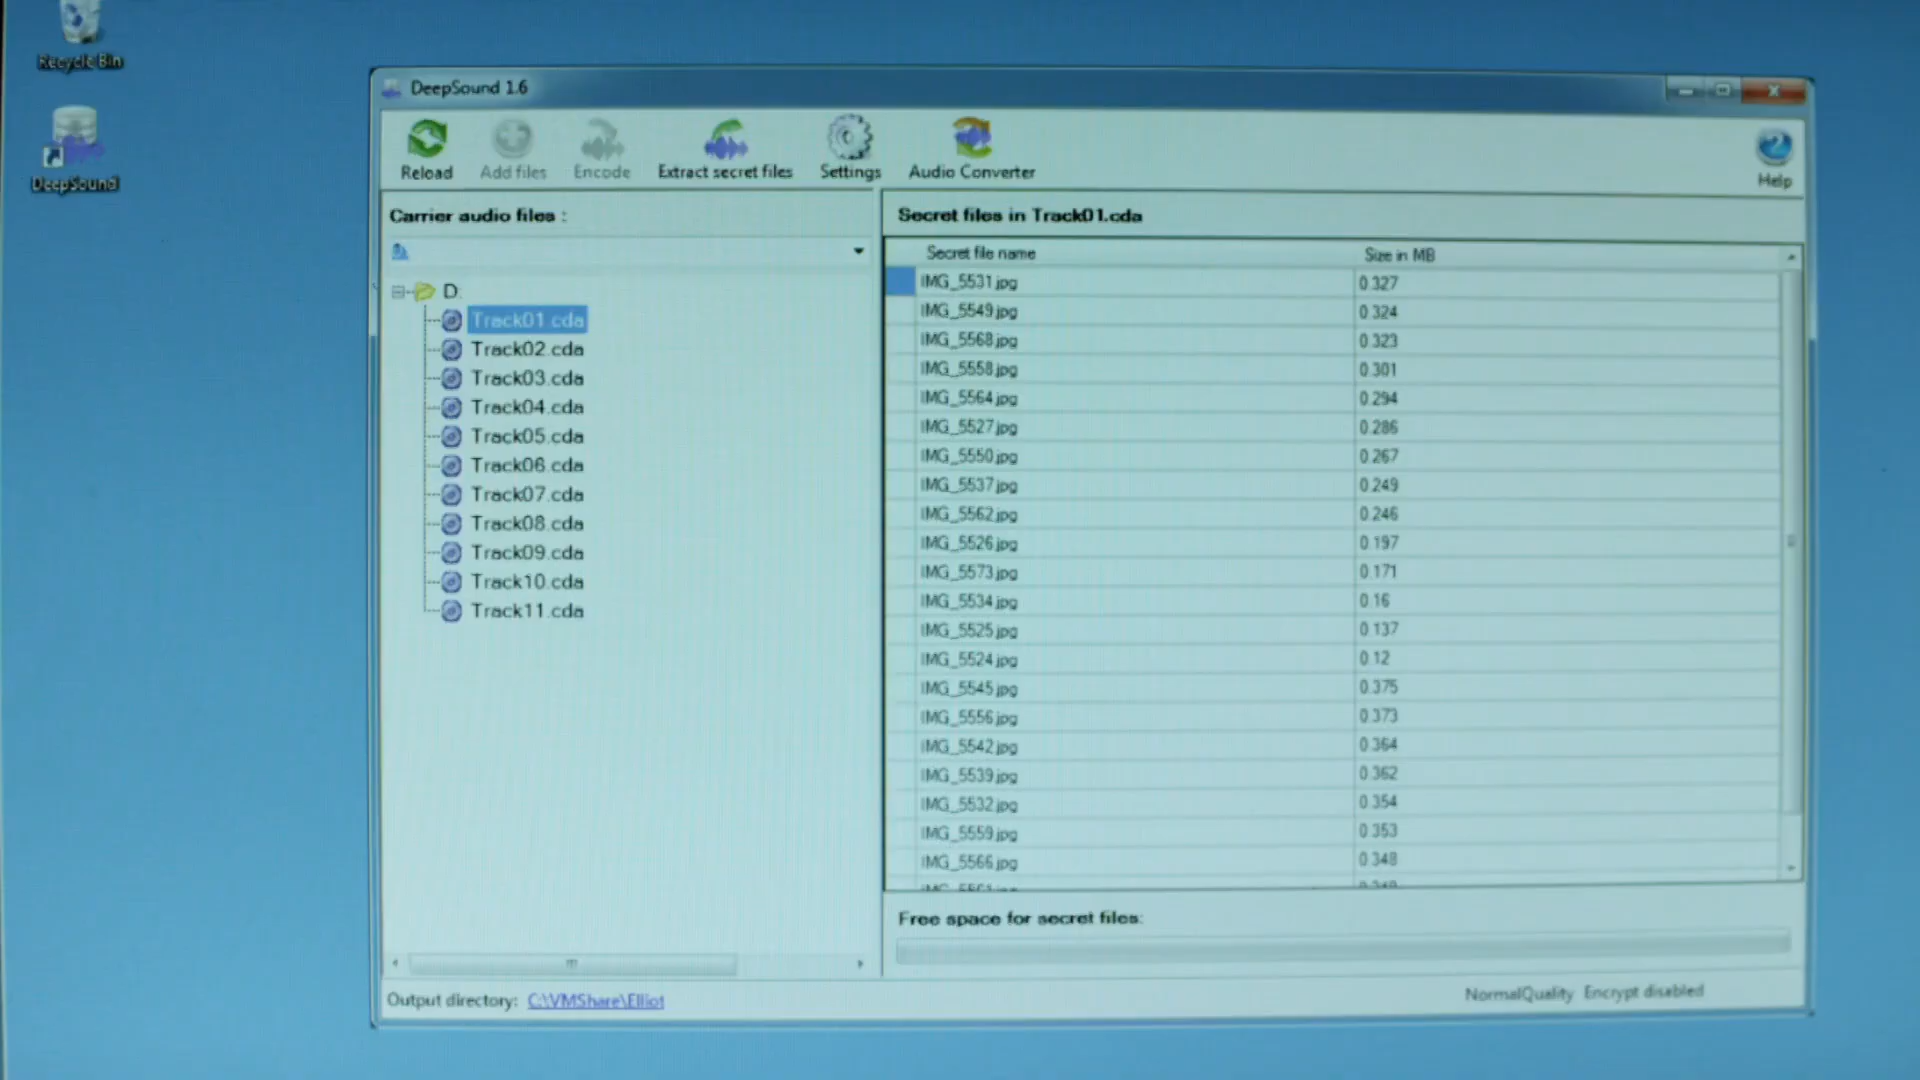 Recycle Bin
DeepSound
DeepSound 1.6
Reload
Add files
Encode
Extract secret files
Settings
Audio Converter
Help
Carrier audio files :
D:
Track01.cda
Track02.cda
Track03.cda
Track04.cda
Track05.cda
Track06.cda
Track07.cda
Track08.cda
Track09.cda
Track10.cda
Track11.cda
Secret files in Track01.cda
Secret file name Size in MB
IMG_5531.jpg 0.327
IMG_5549.jpg 0.324
IMG_5568.jpg 0.323
IMG_5558.jpg 0.301
IMG_5564.jpg 0.294
IMG_5527.jpg 0.286
IMG_5550.jpg 0.267
IMG_5537.jpg 0.249
IMG_5562.jpg 0.246
IMG_5526.jpg 0.197
IMG_5573.jpg 0.171
IMG_5534.jpg 0.16
IMG_5525.jpg 0.137
IMG_5524.jpg 0.12
IMG_5545.jpg 0.375
IMG_5556.jpg 0.373
IMG_5542.jpg 0.364
IMG_5539.jpg 0.362
IMG_5532.jpg 0.354
IMG_5559.jpg 0.353
IMG_5566.jpg 0.348
Free space for secret files:
Output directory: C:\VMShare\Elliot
NormalQuality Encrypt disabled